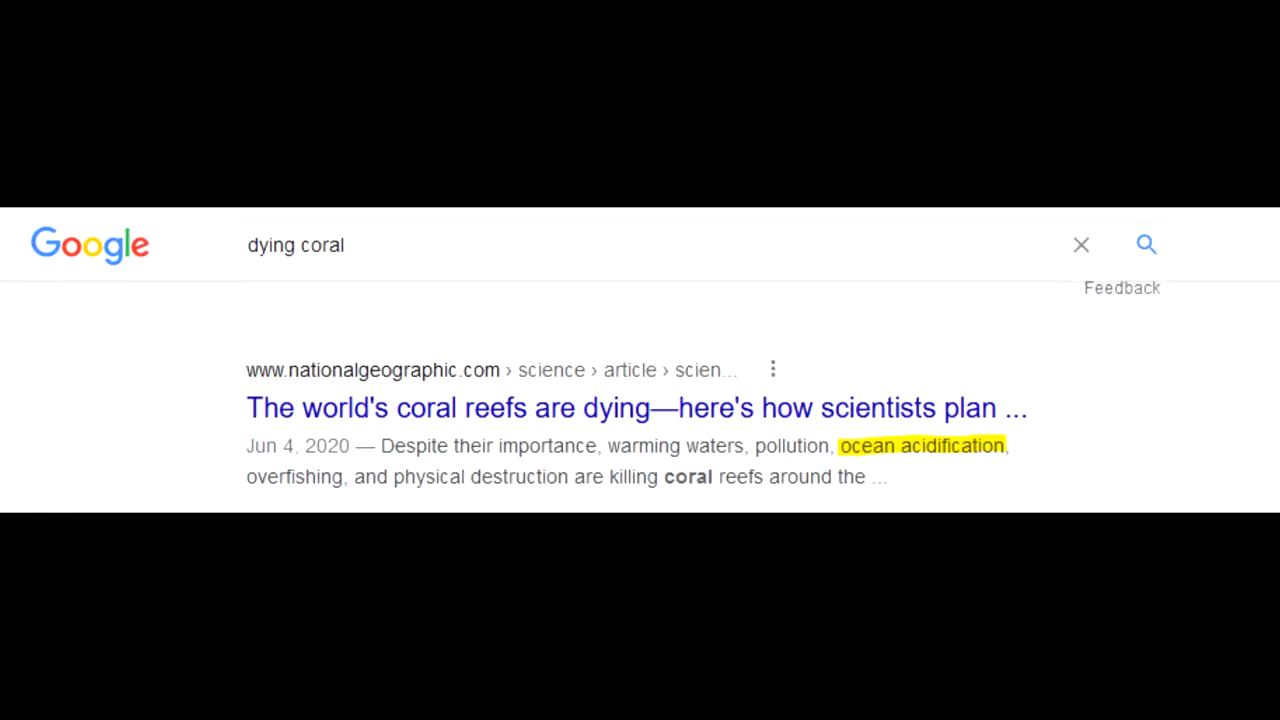 Google
dying coral
Feedback
www.nationalgeographic.com › science › article › scien...
The world's coral reefs are dying—here's how scientists plan ...
Jun 4, 2020 — Despite their importance, warming waters, pollution, ocean acidification,
overfishing, and physical destruction are killing coral reefs around the ...